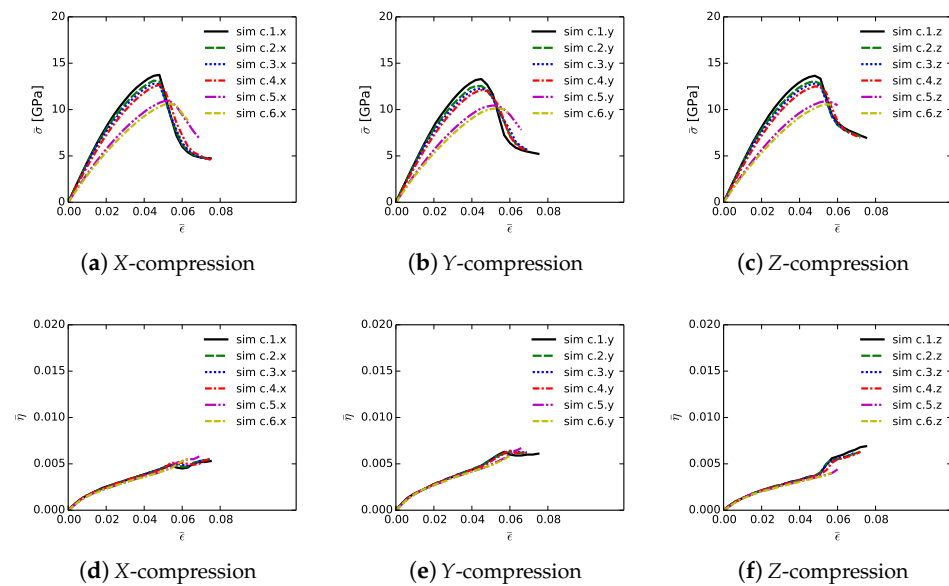 20
15
10
5
0
σ̄ [GPa]
0.00 0.02 0.04 0.06 0.08
ε̄
sim c.1.x
sim c.2.x
sim c.3.x
sim c.4.x
sim c.5.x
sim c.6.x
(a) X-compression
20
15
10
5
0
σ̄ [GPa]
0.00 0.02 0.04 0.06 0.08
ε̄
sim c.1.y
sim c.2.y
sim c.3.y
sim c.4.y
sim c.5.y
sim c.6.y
(b) Y-compression
20
15
10
5
0
σ̄ [GPa]
0.00 0.02 0.04 0.06 0.08
ε̄
sim c.1.z
sim c.2.z
sim c.3.z
sim c.4.z
sim c.5.z
sim c.6.z
(c) Z-compression
0.020
0.015
0.010
0.005
0.000
η̄
0.00 0.02 0.04 0.06 0.08
ε̄
sim c.1.x
sim c.2.x
sim c.3.x
sim c.4.x
sim c.5.x
sim c.6.x
(d) X-compression
0.020
0.015
0.010
0.005
0.000
η̄
0.00 0.02 0.04 0.06 0.08
ε̄
sim c.1.y
sim c.2.y
sim c.3.y
sim c.4.y
sim c.5.y
sim c.6.y
(e) Y-compression
0.020
0.015
0.010
0.005
0.000
η̄
0.00 0.02 0.04 0.06 0.08
ε̄
sim c.1.z
sim c.2.z
sim c.3.z
sim c.4.z
sim c.5.z
sim c.6.z
(f) Z-compression